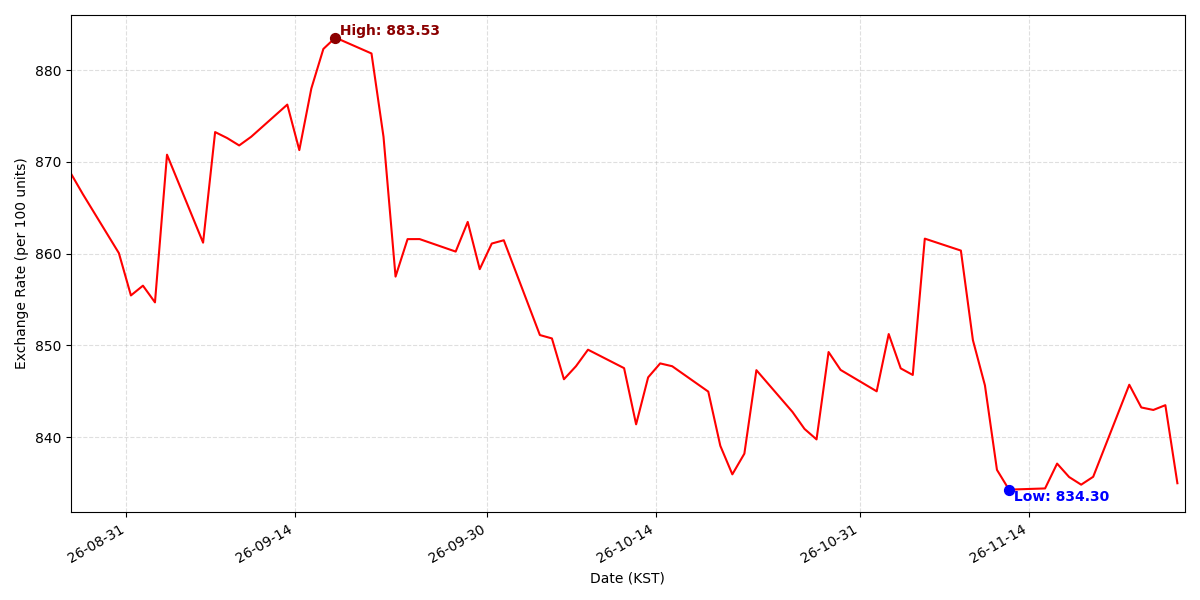 High: 883.53
880
870
860
850
840
Exchange Rate (per 100 units)
Low: 834.30
26-08-31
26-09-14
26-09-30
26-10-14
26-10-31
26-11-14
Date (KST)